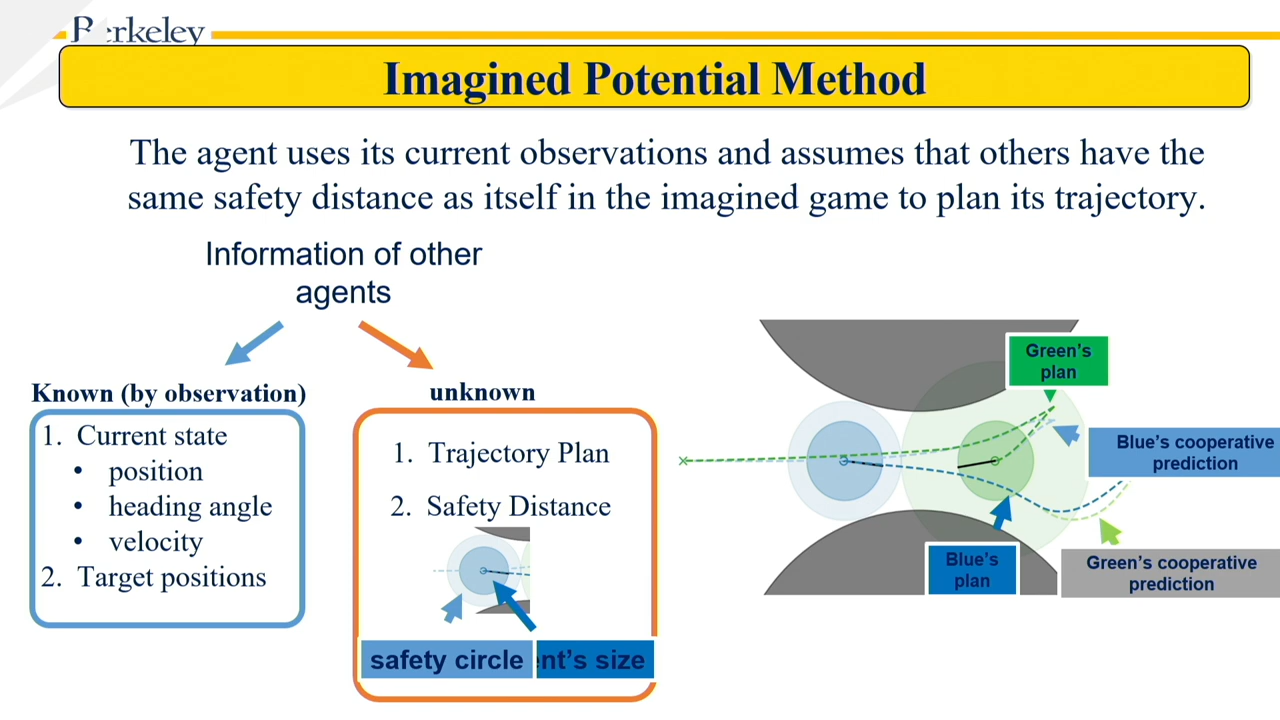 Berkeley
Imagined Potential Method
The agent uses its current observations and assumes that others have the
same safety distance as itself in the imagined game to plan its trajectory.
Information of other
agents
Known (by observation)
1. Current state
• position
• heading angle
• velocity
2. Target positions
unknown
1. Trajectory Plan
2. Safety Distance
safety circle
nt's size
Green's
plan
Blue's cooperative
prediction
Blue's
plan
Green's cooperative
prediction